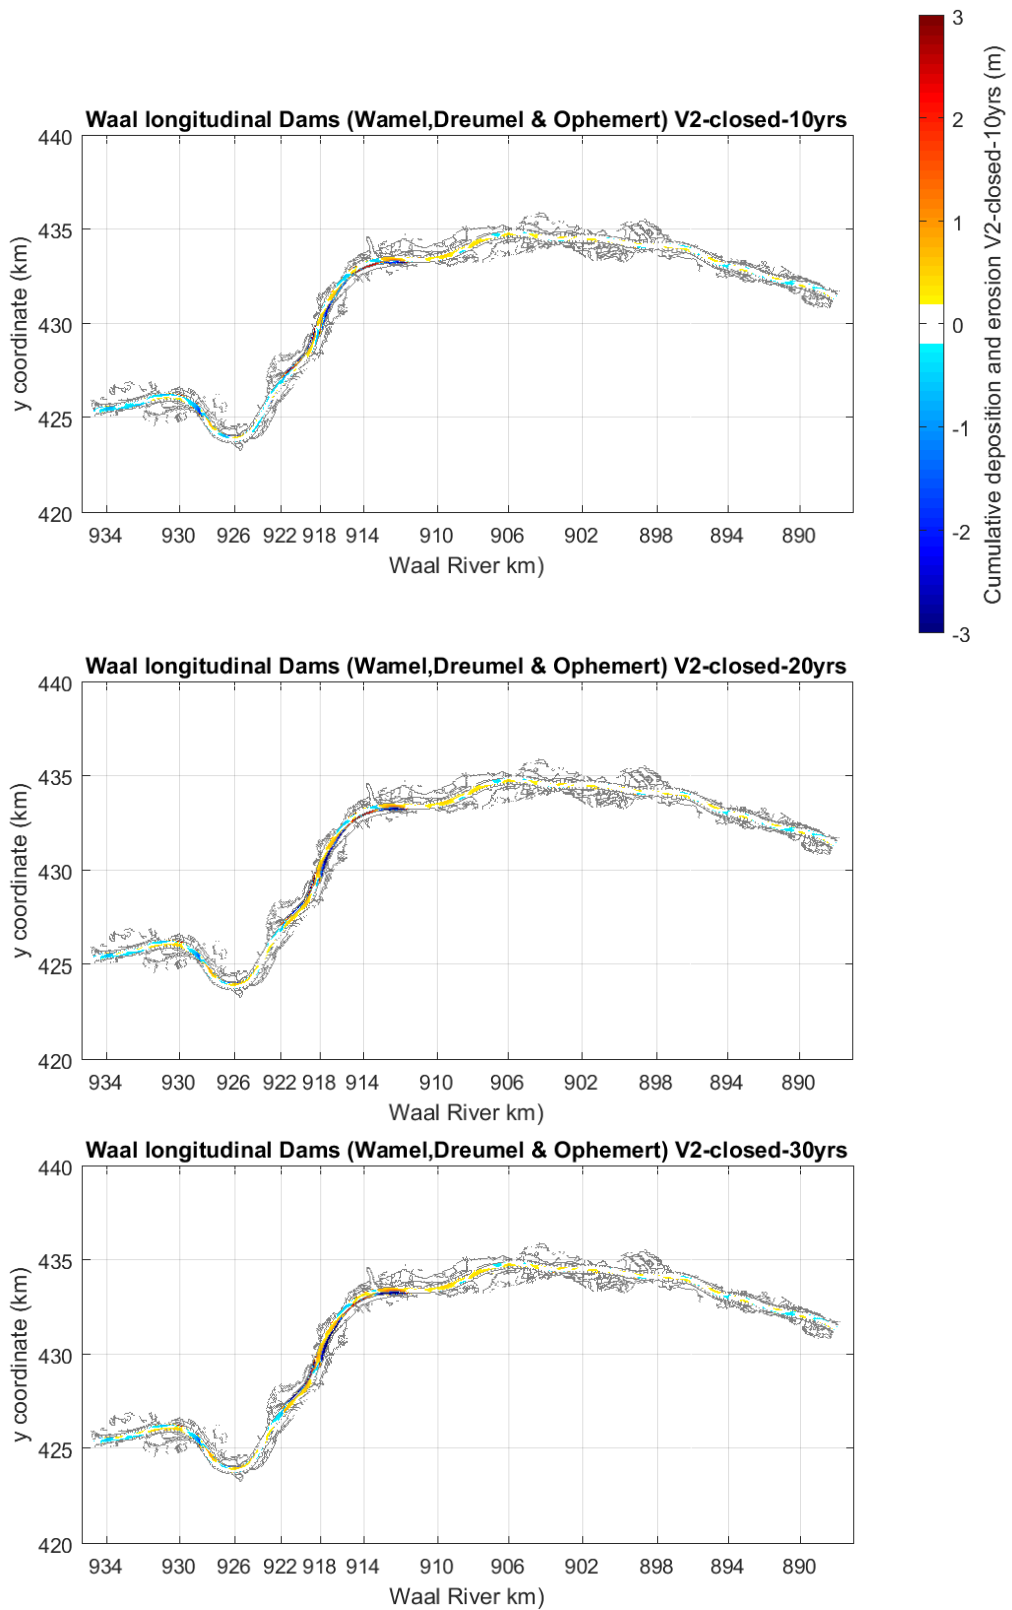 Waal longitudinal Dams (Wamel,Dreumel & Ophemert) V2-closed-10yrs
440
435
430
425
420
y coordinate (km)
934 930 926 922 918 914 910 906 902 898 894 890
Waal River km)
3
2
1
0
-1
-2
-3
Cumulative deposition and erosion V2-closed-10yrs (m)
Waal longitudinal Dams (Wamel,Dreumel & Ophemert) V2-closed-20yrs
440
435
430
425
420
y coordinate (km)
934 930 926 922 918 914 910 906 902 898 894 890
Waal River km)
Waal longitudinal Dams (Wamel,Dreumel & Ophemert) V2-closed-30yrs
440
435
430
425
420
y coordinate (km)
934 930 926 922 918 914 910 906 902 898 894 890
Waal River km)